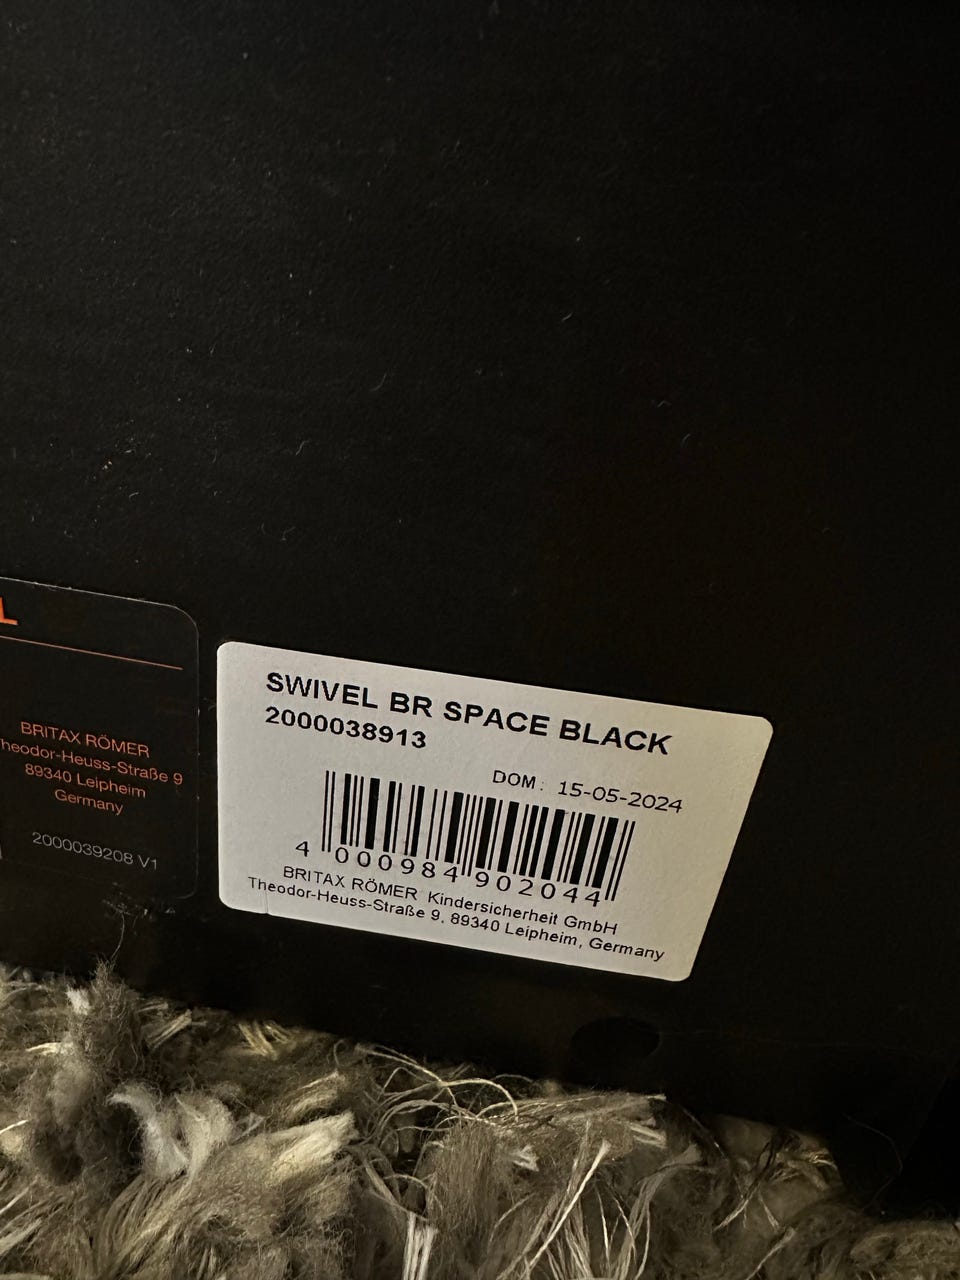 L
BRITAX RÖMER
Theodor-Heuss-Straße 9
89340 Leipheim
Germany
2000039208 V1
SWIVEL BR SPACE BLACK
2000038913
DOM: 15-05-2024
4 000984 902044
BRITAX RÖMER Kindersicherheit GmbH
Theodor-Heuss-Straße 9, 89340 Leipheim, Germany